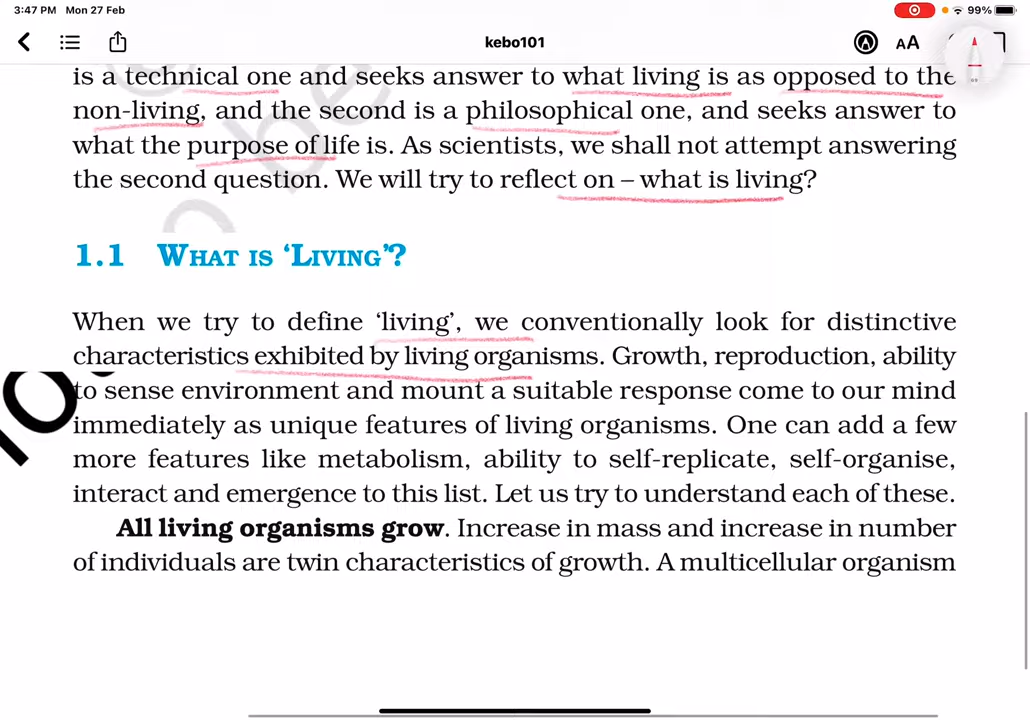 3:47 PM Mon 27 Feb
99%
kebo101
AA
is a technical one and seeks answer to what living is as opposed to the
non-living, and the second is a philosophical one, and seeks answer to
what the purpose of life is. As scientists, we shall not attempt answering
the second question. We will try to reflect on – what is living?
1.1 WHAT IS ‘LIVING’?
When we try to define ‘living’, we conventionally look for distinctive
characteristics exhibited by living organisms. Growth, reproduction, ability
to sense environment and mount a suitable response come to our mind
immediately as unique features of living organisms. One can add a few
more features like metabolism, ability to self-replicate, self-organise,
interact and emergence to this list. Let us try to understand each of these.
All living organisms grow. Increase in mass and increase in number
of individuals are twin characteristics of growth. A multicellular organism